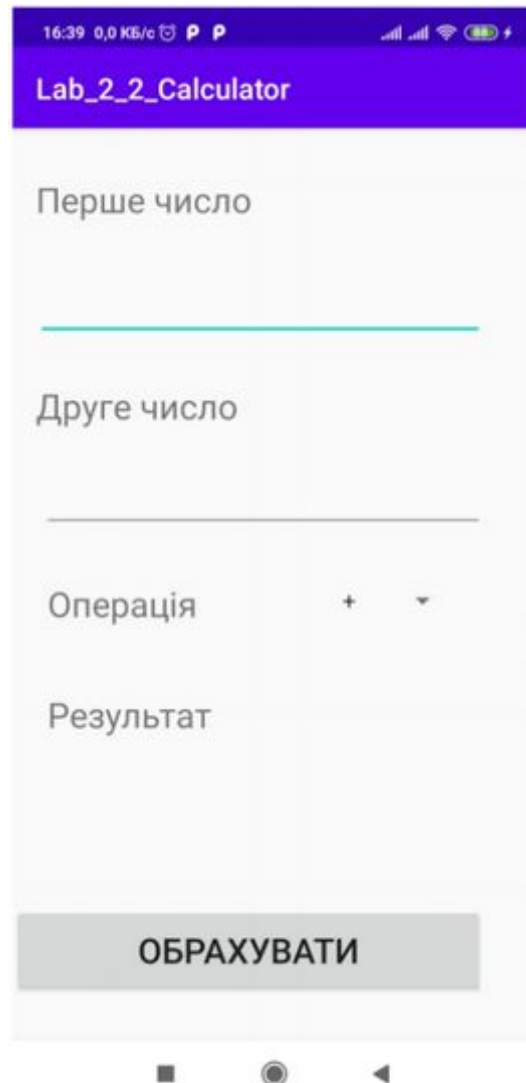 16:39 0,0 КБ/с P P
Lab_2_2_Calculator
Перше число
Друге число
Операція + 
Результат
ОБРАХУВАТИ